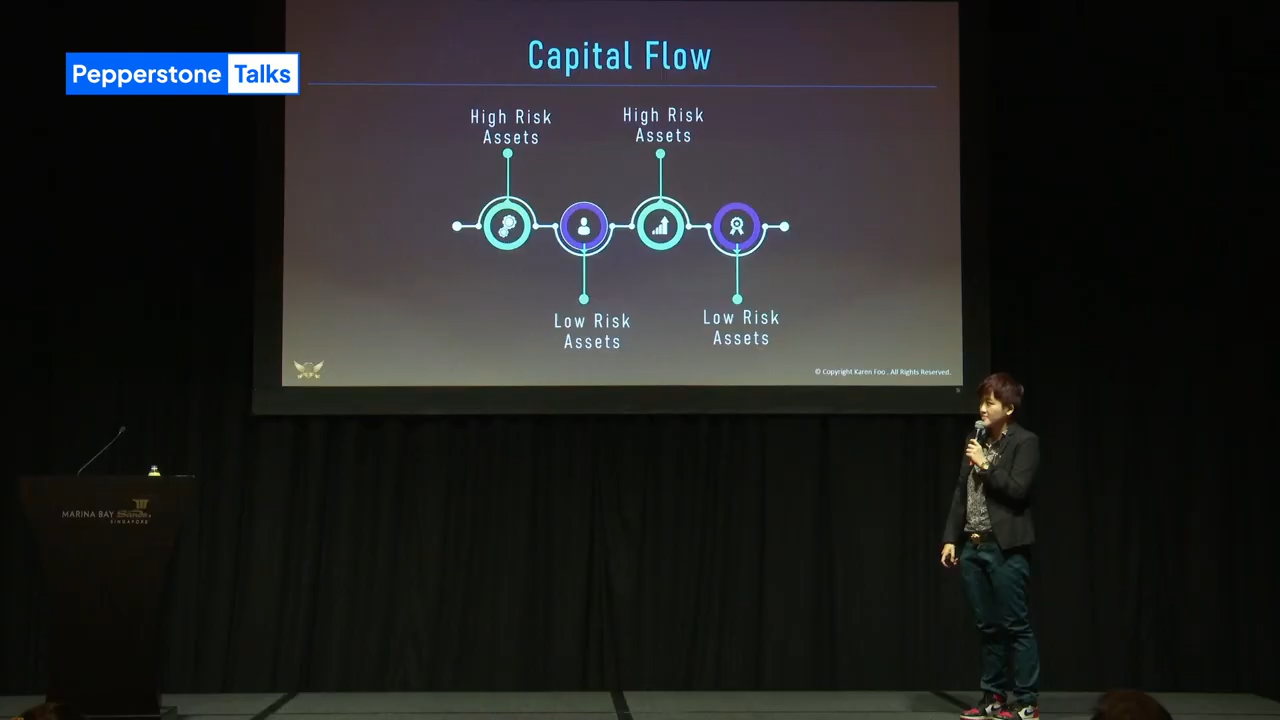 Pepperstone Talks
Capital Flow
High Risk
Assets
High Risk
Assets
Low Risk
Assets
Low Risk
Assets
© Copyright Karen Foo . All Rights Reserved.
MARINA BAY Sands.
SINGAPORE